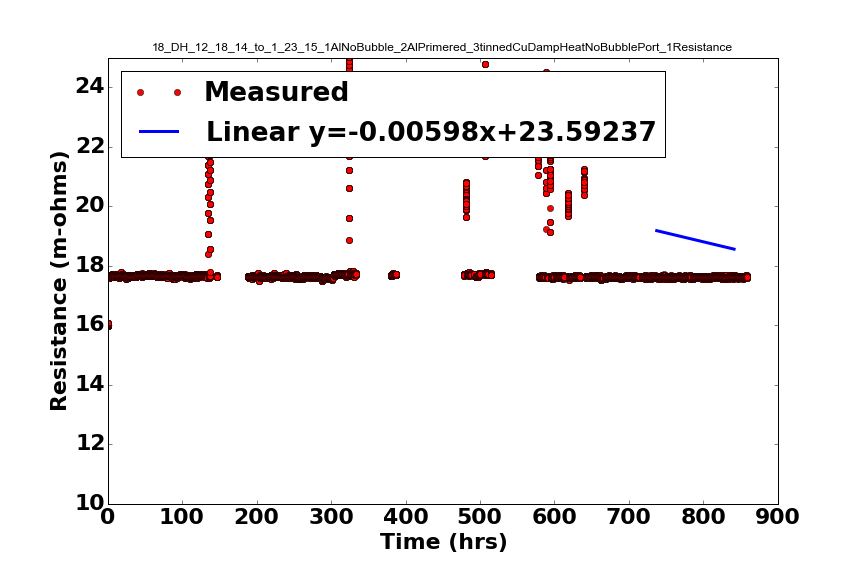 18_DH_12_18_14_to_1_23_15_1AlNoBubble_2AlPrimered_3tinnedCuDampHeatNoBubblePort_1Resistance
Measured
Linear y=-0.00598x+23.59237
24
22
20
18
16
14
12
10
Resistance (m-ohms)
0 100 200 300 400 500 600 700 800 900
Time (hrs)